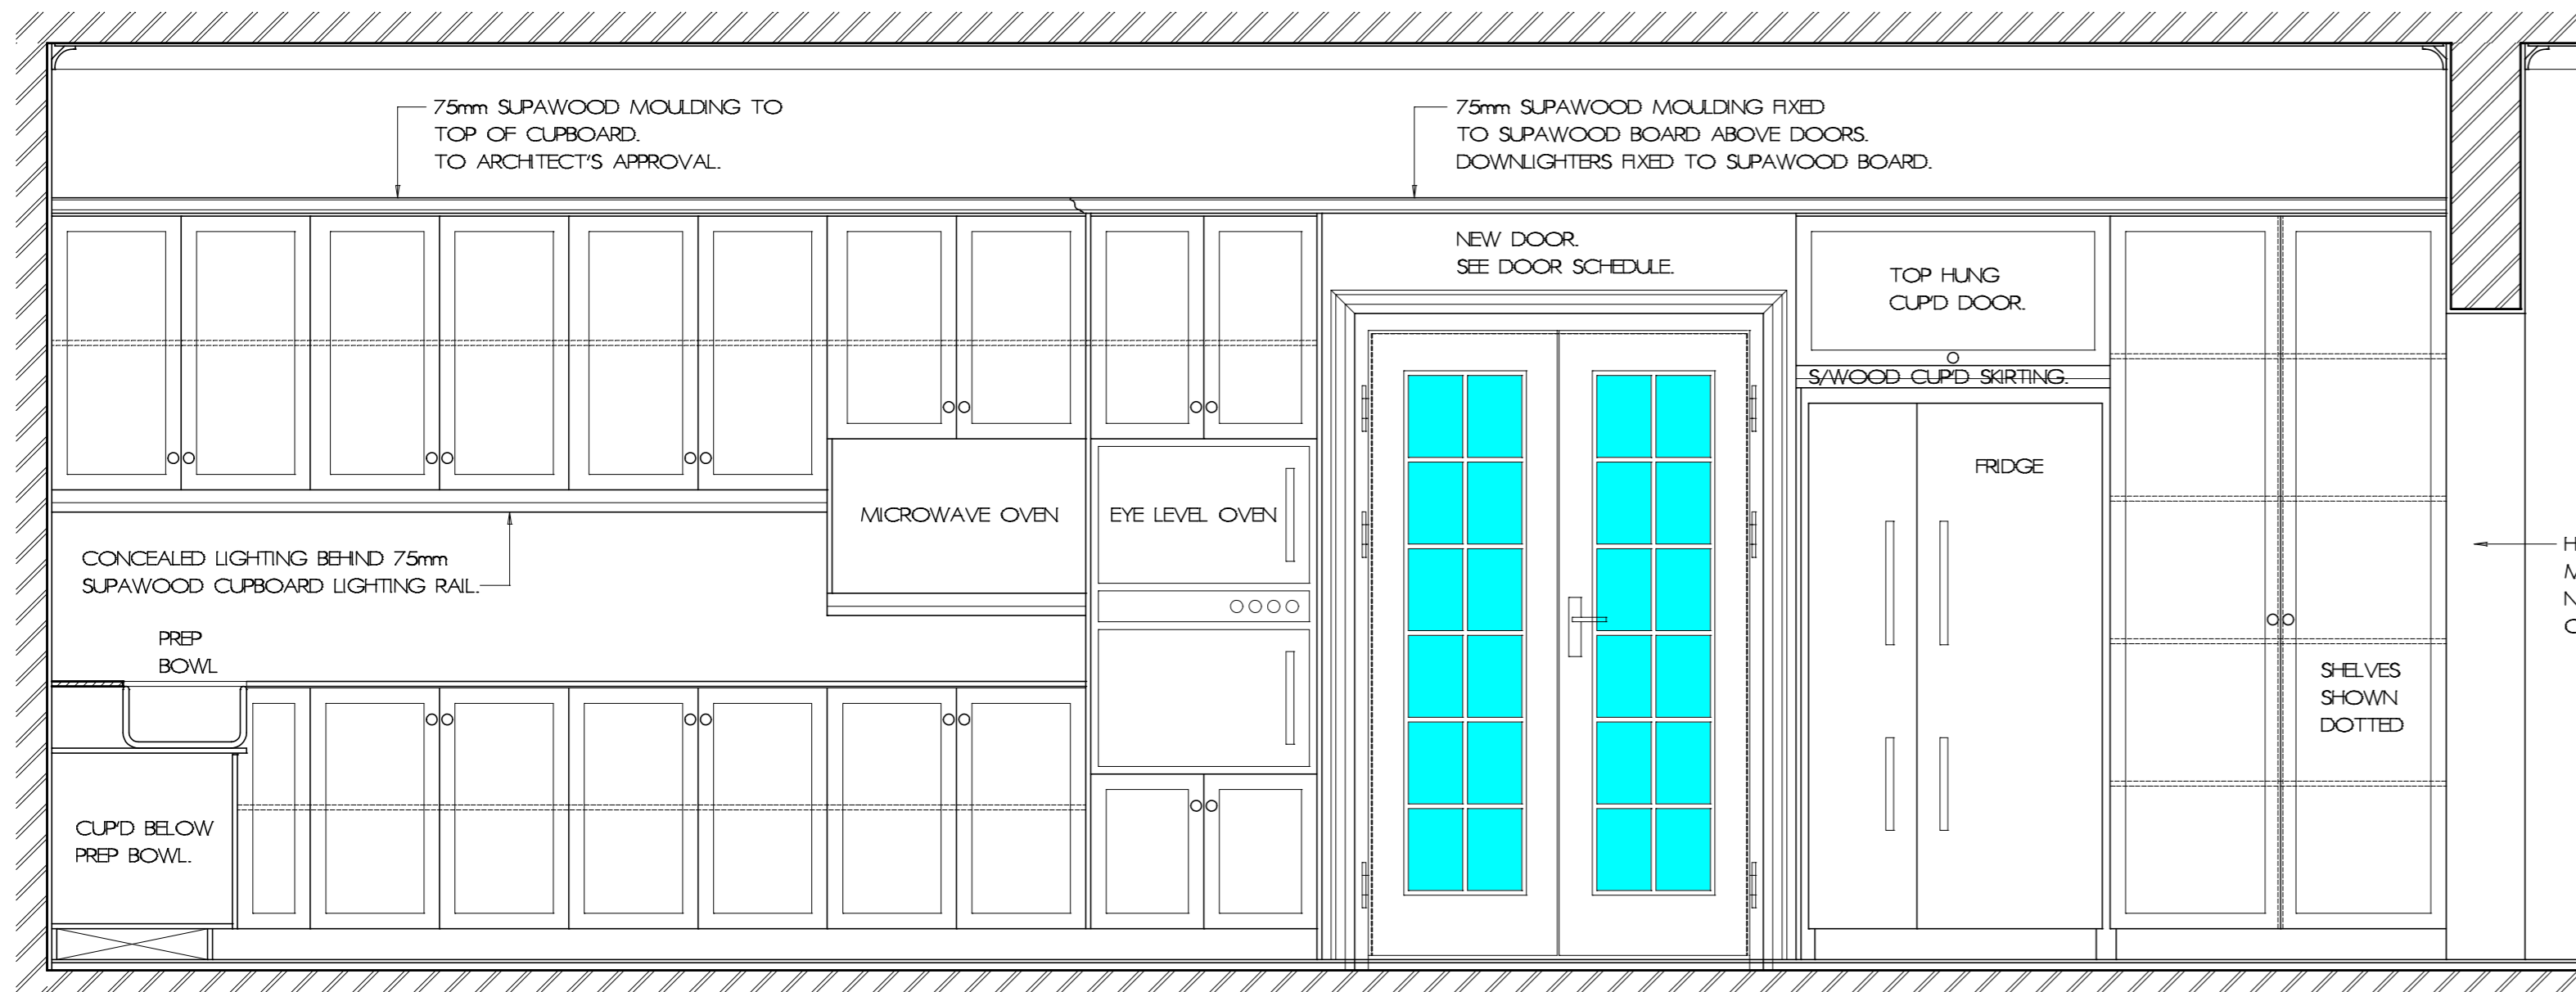 75mm SUPAWOOD MOULDING TO
TOP OF CUPBOARD.
TO ARCHITECT'S APPROVAL.
75mm SUPAWOOD MOULDING FIXED
TO SUPAWOOD BOARD ABOVE DOORS.
DOWNLIGHTERS FIXED TO SUPAWOOD BOARD.
NEW DOOR.
SEE DOOR SCHEDULE.
TOP HUNG
CUP'D DOOR.
S/WOOD CUP'D SKIRTING.
FRIDGE
MICROWAVE OVEN
EYE LEVEL OVEN
CONCEALED LIGHTING BEHIND 75mm
SUPAWOOD CUPBOARD LIGHTING RAIL.
PREP
BOWL
SHELVES
SHOWN
DOTTED
CUP'D BELOW
PREP BOWL.